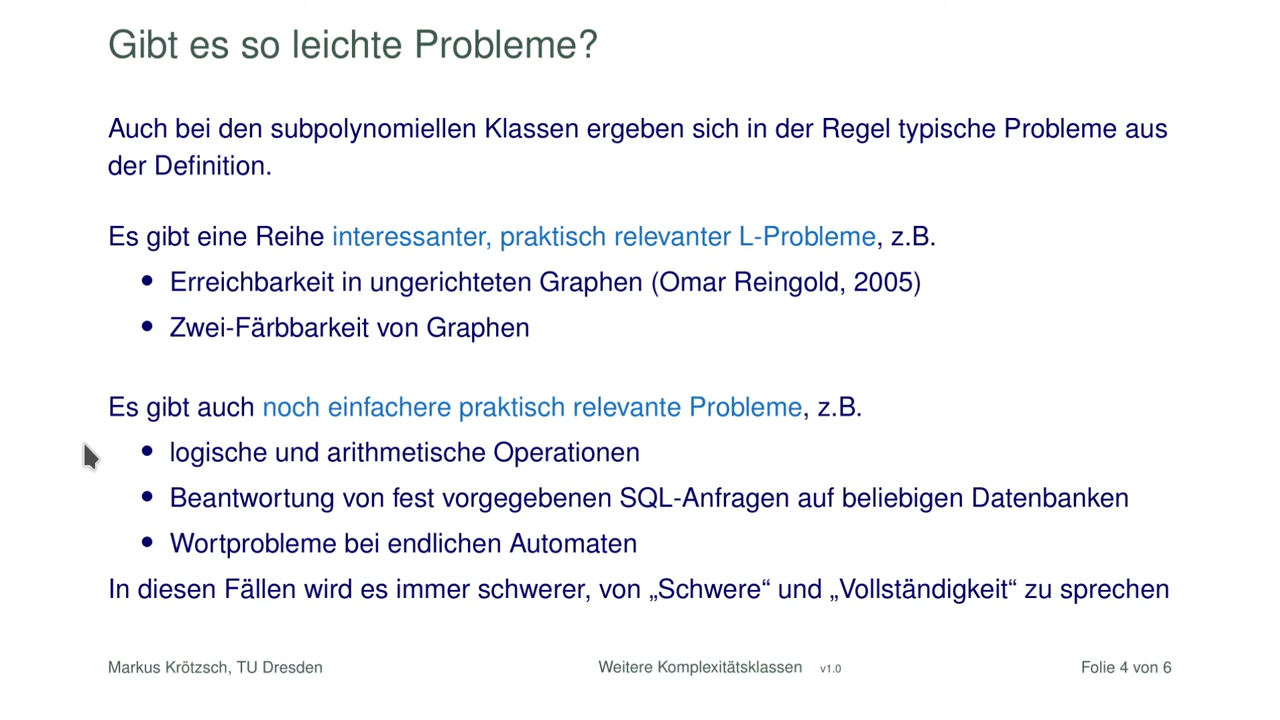 Gibt es so leichte Probleme?
Auch bei den subpolynomiellen Klassen ergeben sich in der Regel typische Probleme aus
der Definition.
Es gibt eine Reihe interessanter, praktisch relevanter L-Probleme, z.B.
• Erreichbarkeit in ungerichteten Graphen (Omar Reingold, 2005)
• Zwei-Färbbarkeit von Graphen
Es gibt auch noch einfachere praktisch relevante Probleme, z.B.
• logische und arithmetische Operationen
• Beantwortung von fest vorgegebenen SQL-Anfragen auf beliebigen Datenbanken
• Wortprobleme bei endlichen Automaten
In diesen Fällen wird es immer schwerer, von „Schwere“ und „Vollständigkeit“ zu sprechen
Markus Krötzsch, TU Dresden Weitere Komplexitätsklassen v1.0 Folie 4 von 6